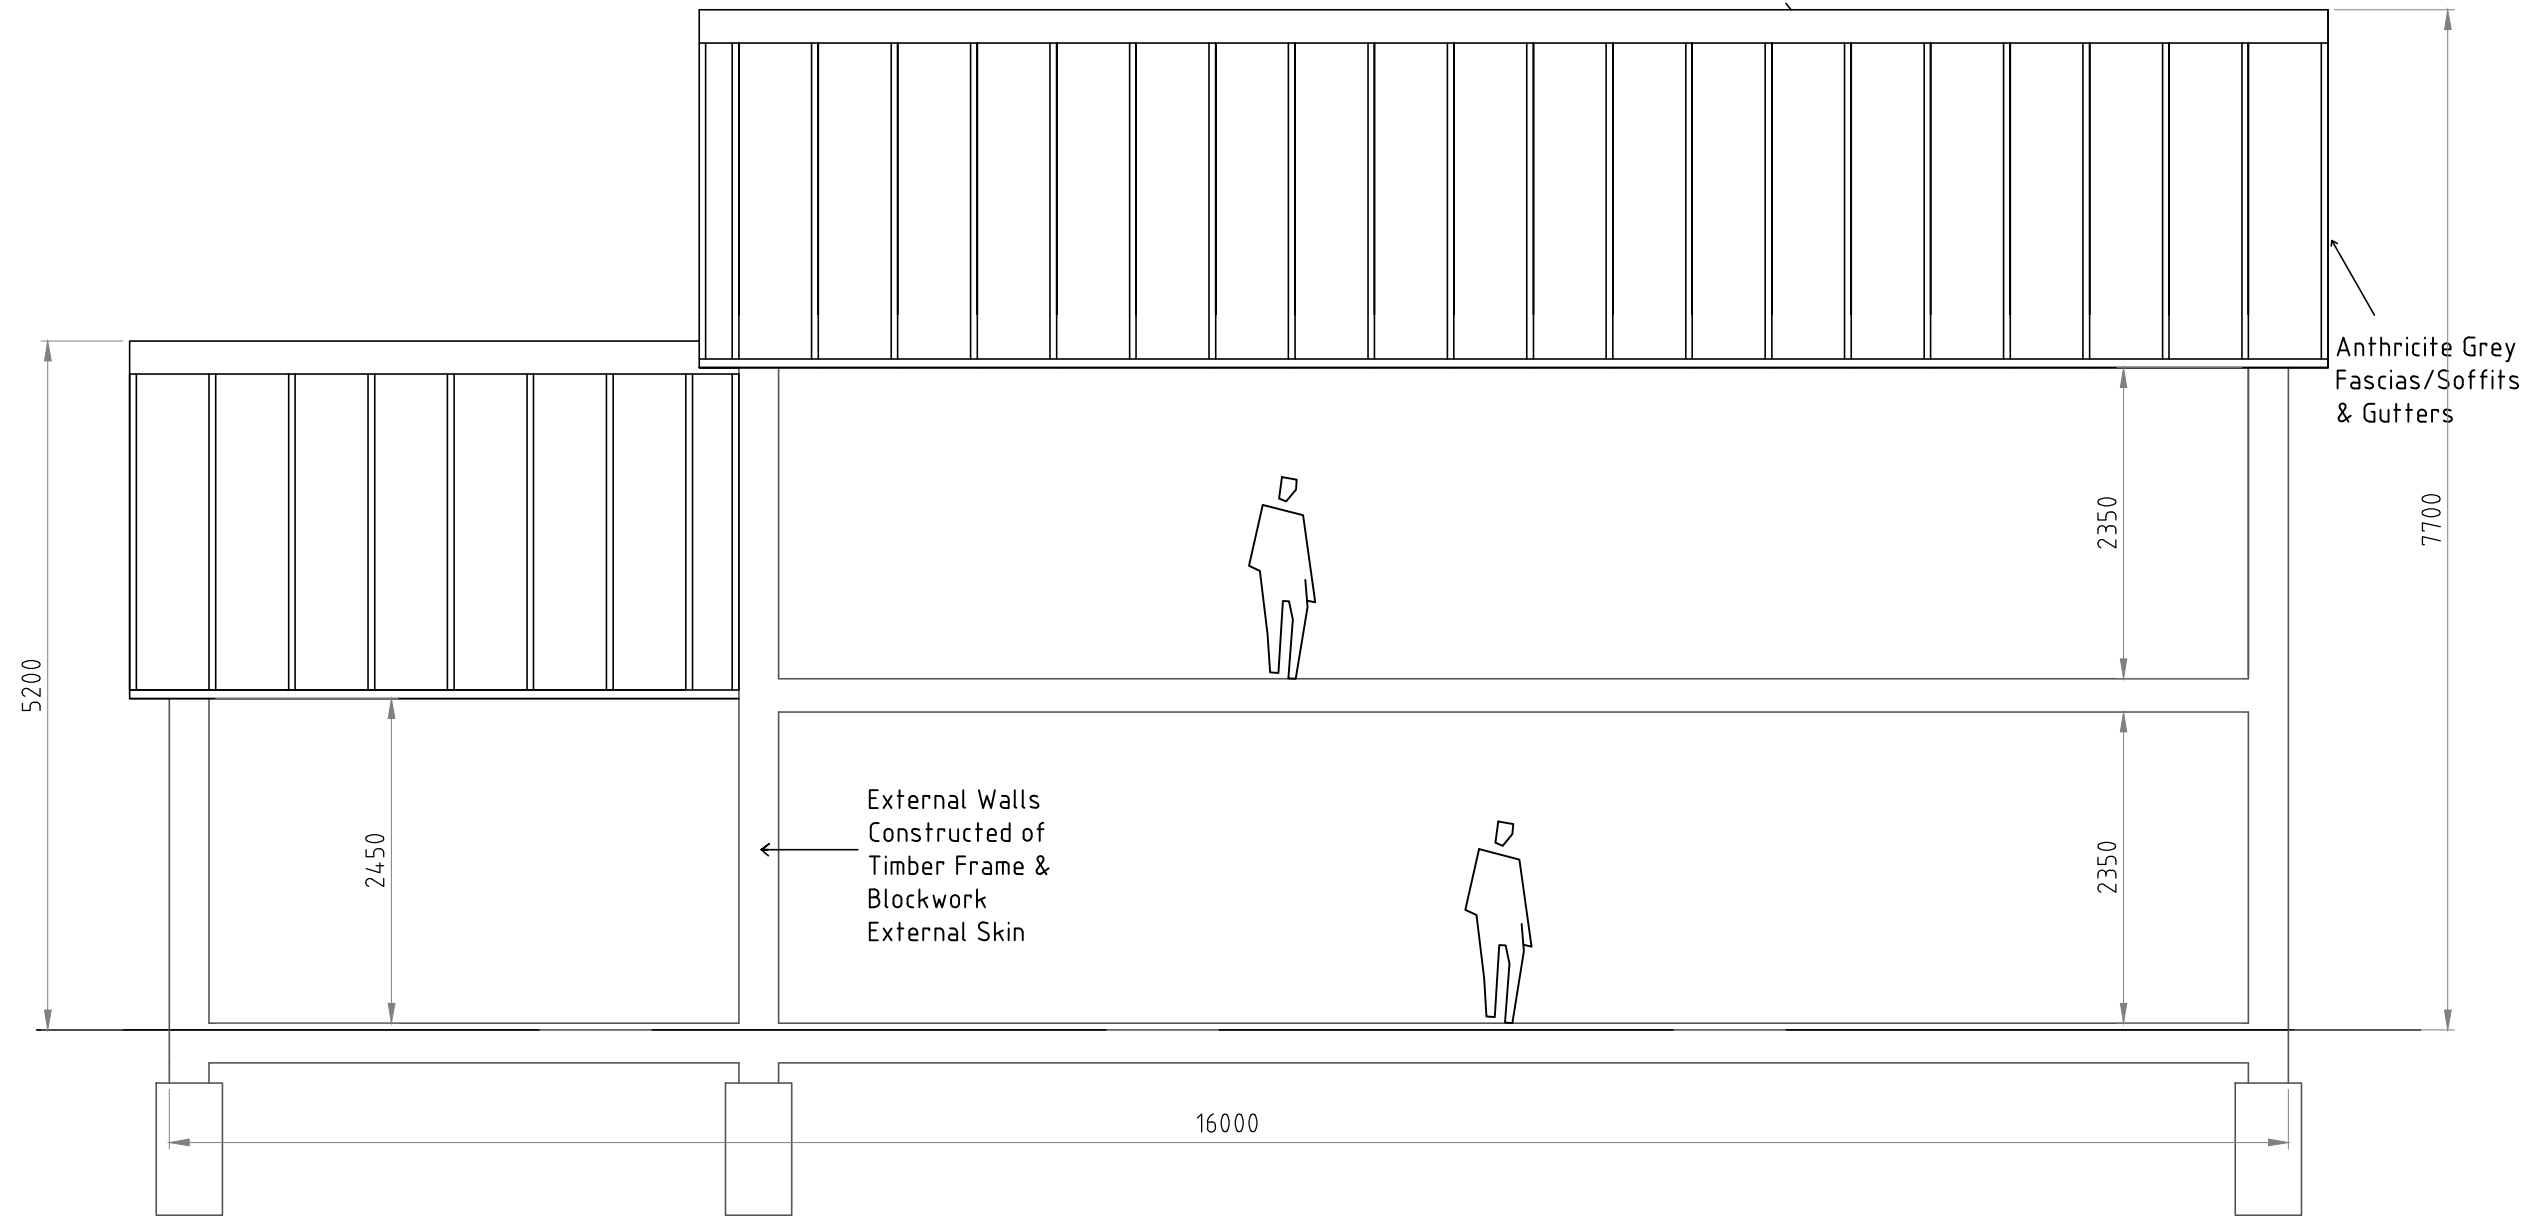 Anthricite Grey
Fascias/Soffits
& Gutters
7700
2350
5200
External Walls
Constructed of
Timber Frame &
Blockwork
External Skin
2450
2350
16000